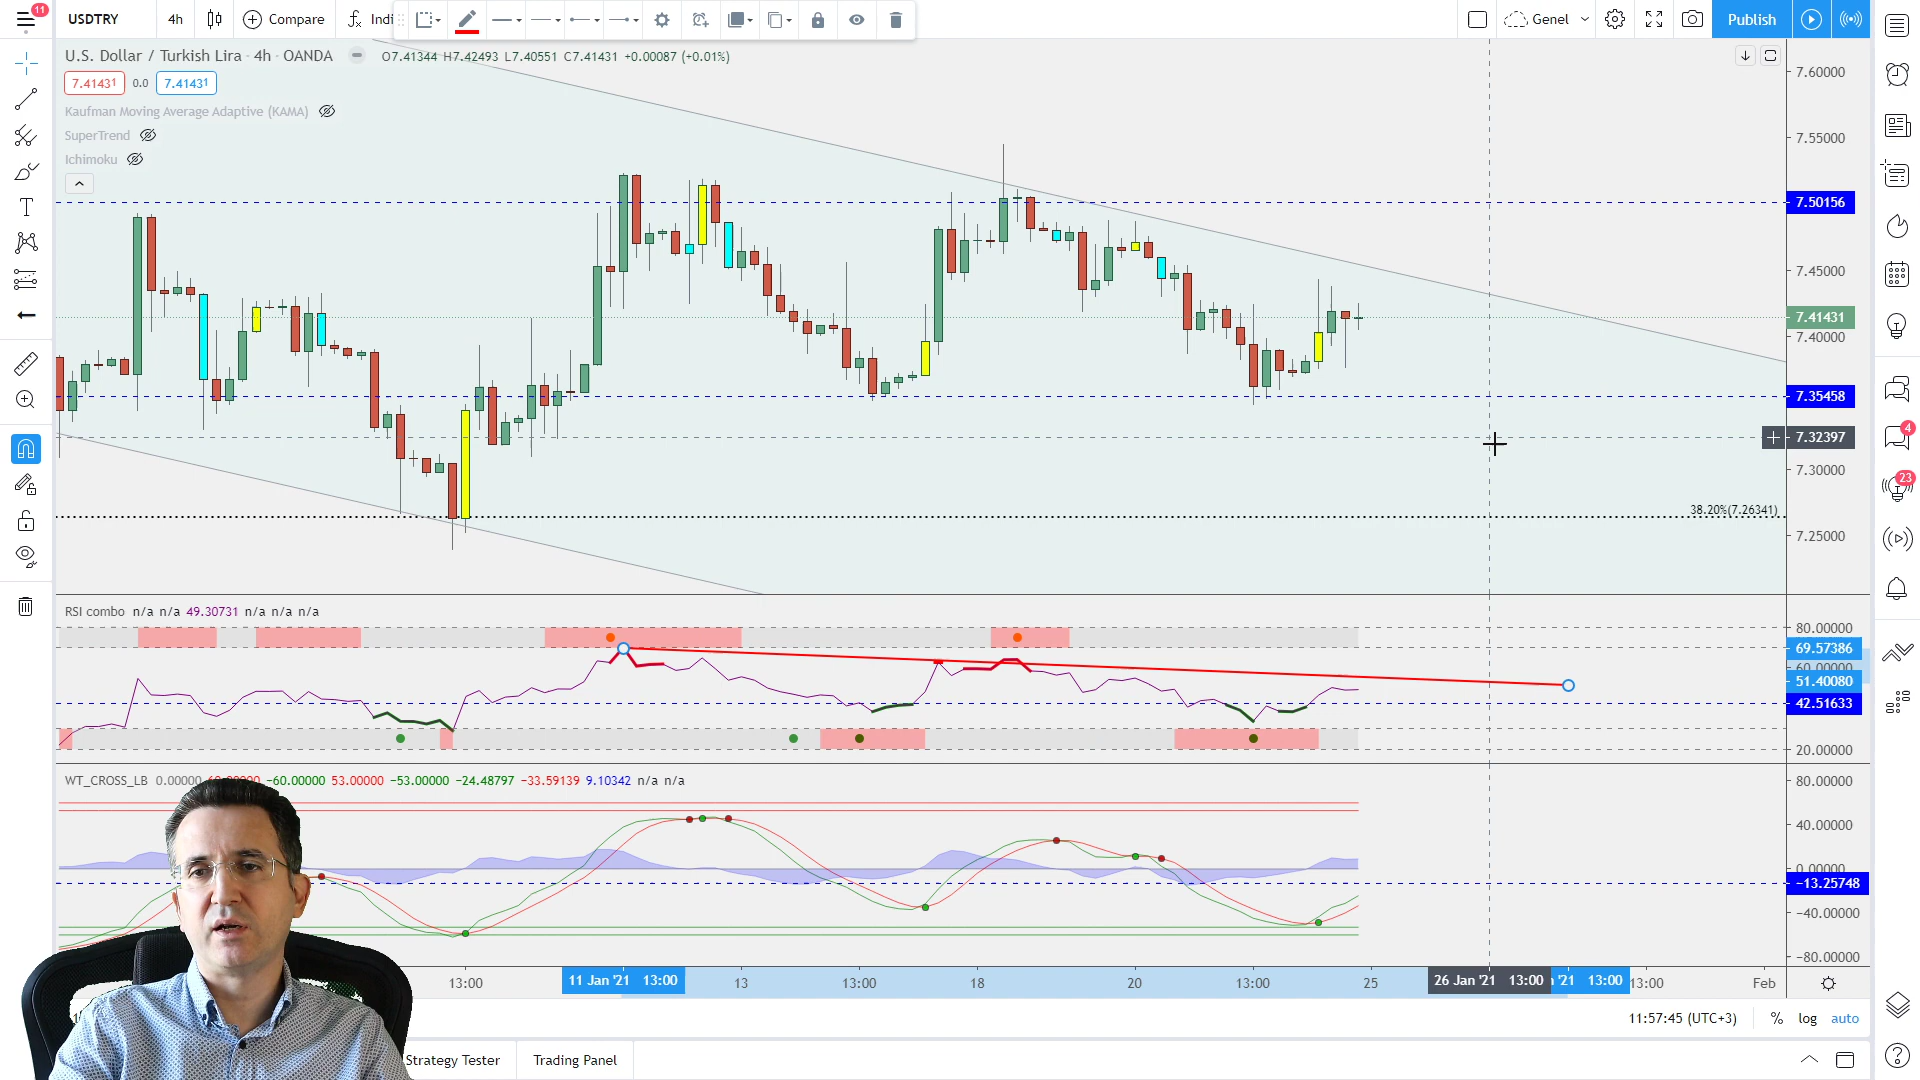 11
USDTRY
4h
Compare
Indi
Genel
Publish
U.S. Dollar / Turkish Lira · 4h · OANDA
O7.41344 H7.42493 L7.40551 C7.41431 +0.00087 (+0.01%)
7.41431
0.0
7.41431
Kaufman Moving Average Adaptive (KAMA)
SuperTrend
Ichimoku
7.60000
7.55000
7.50156
7.45000
7.41431
7.40000
7.35458
7.32397
7.30000
38.20%(7.26341)
7.25000
4
23
RSI combo n/a n/a 49.30731 n/a n/a n/a
80.00000
69.57386
60.00000
51.40080
42.51633
20.00000
WT_CROSS_LB 0.00000 −60.00000 53.00000 −53.00000 −24.48797 −33.59139 9.10342 n/a n/a
80.00000
40.00000
0.00000
−13.25748
−40.00000
−80.00000
13:00
11 Jan '21 13:00
13
13:00
18
20
13:00
25
26 Jan '21 13:00
'21 13:00
13:00
Feb
11:57:45 (UTC+3)
%
log
auto
Strategy Tester
Trading Panel